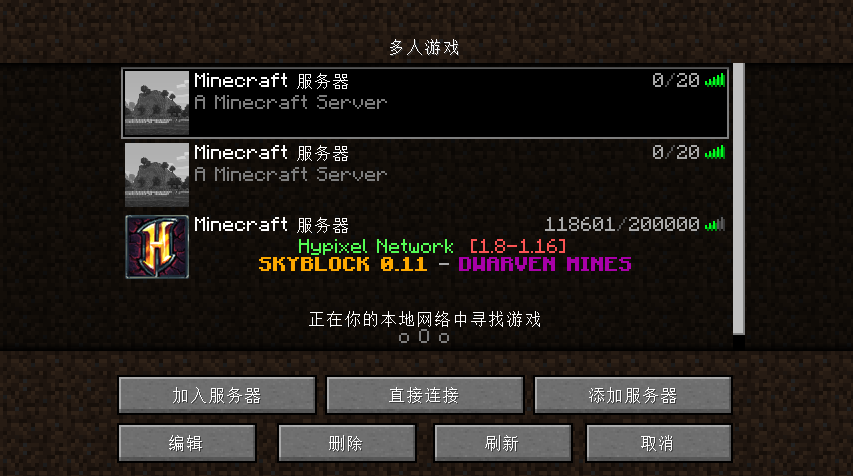 多人游戏
Minecraft 服务器 0/20
A Minecraft Server
Minecraft 服务器 0/20
A Minecraft Server
Minecraft 服务器 118601/200000
H
Hypixel Network [1.8-1.16]
SKYBLOCK 0.11 - DWARVEN MINES
正在你的本地网络中寻找游戏
o O o
加入服务器 直接连接 添加服务器
编辑 删除 刷新 取消